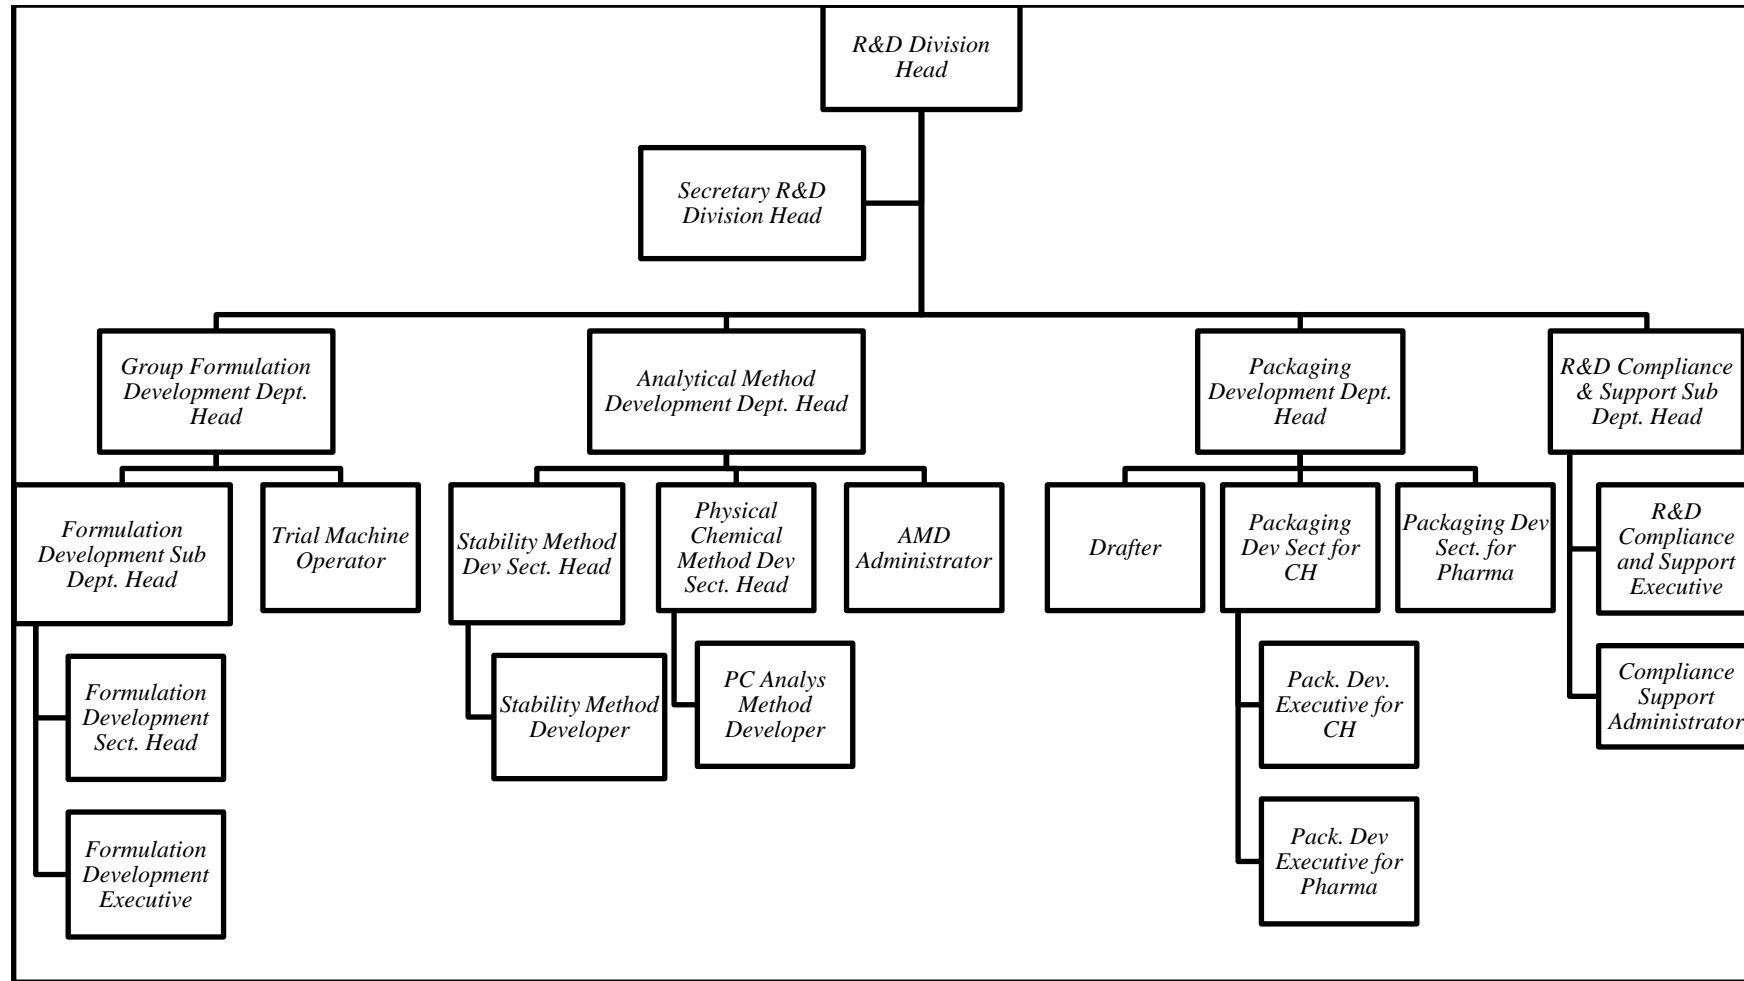 R&D Division
Head
Secretary R&D
Division Head
Group Formulation
Development Dept.
Head
Analytical Method
Development Dept. Head
Packaging
Development Dept.
Head
R&D Compliance
& Support Sub
Dept. Head
Formulation
Development Sub
Dept. Head
Trial Machine
Operator
Stability Method
Dev Sect. Head
Physical
Chemical
Method Dev
Sect. Head
AMD
Administrator
Drafter
Packaging
Dev Sect for
CH
Packaging Dev
Sect. for
Pharma
R&D
Compliance
and Support
Executive
Formulation
Development
Sect. Head
Stability Method
Developer
PC Analys
Method
Developer
Pack. Dev.
Executive for
CH
Compliance
Support
Administrator
Formulation
Development
Executive
Pack. Dev
Executive for
Pharma